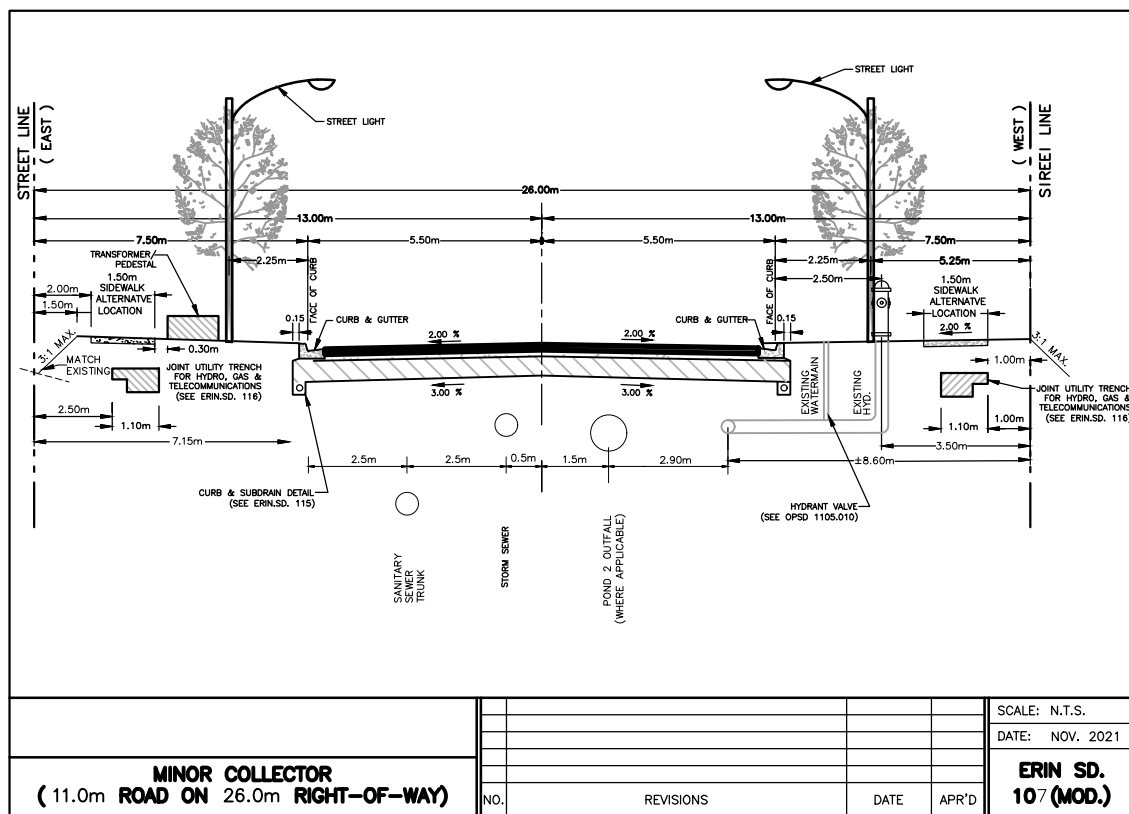 STREET LIGHT
STREET LIGHT
STREET LINE
( EAST )
( WEST )
SIREEI LINE
26.00m
13.00m
13.00m
7.50m
5.50m
5.50m
7.50m
TRANSFORMER/
PEDESTAL
2.25m
2.25m
5.25m
2.50m
1.50m
SIDEWALK
ALTERNATVE
LOCATION
2.00m
1.50m
FACE OF CURB
FACE OF CURB
1.50m
SIDEWALK
ALTERNATVE
LOCATION
0.15
CURB & GUTTER
2.00 %
2.00 %
CURB & GUTTER
0.15
2.00 %
3:1 MAX.
MATCH
EXISTING
0.30m
3:1 MAX.
1.00m
JOINT UTILITY TRENCH
FOR HYDRO, GAS &
TELECOMMUNICATIONS
(SEE ERIN.SD. 116)
3.00 %
3.00 %
EXISTING
WATERMAIN
EXISTING
HYD.
JOINT UTILITY TRENCH
FOR HYDRO, GAS &
TELECOMMUNICATIONS
(SEE ERIN.SD. 116)
2.50m
1.10m
1.10m
1.00m
7.15m
3.50m
2.5m
2.5m
0.5m
1.5m
2.90m
±8.60m
CURB & SUBDRAIN DETAIL
(SEE ERIN.SD. 115)
HYDRANT VALVE
(SEE OPSD 1105.010)
SANITARY
SEWER
TRUNK
STORM SEWER
POND 2 OUTFALL
(WHERE APPLICABLE)
MINOR COLLECTOR
( 11.0m ROAD ON 26.0m RIGHT-OF-WAY)
NO.
REVISIONS
DATE
APR'D
SCALE: N.T.S.
DATE: NOV. 2021
ERIN SD.
107 (MOD.)